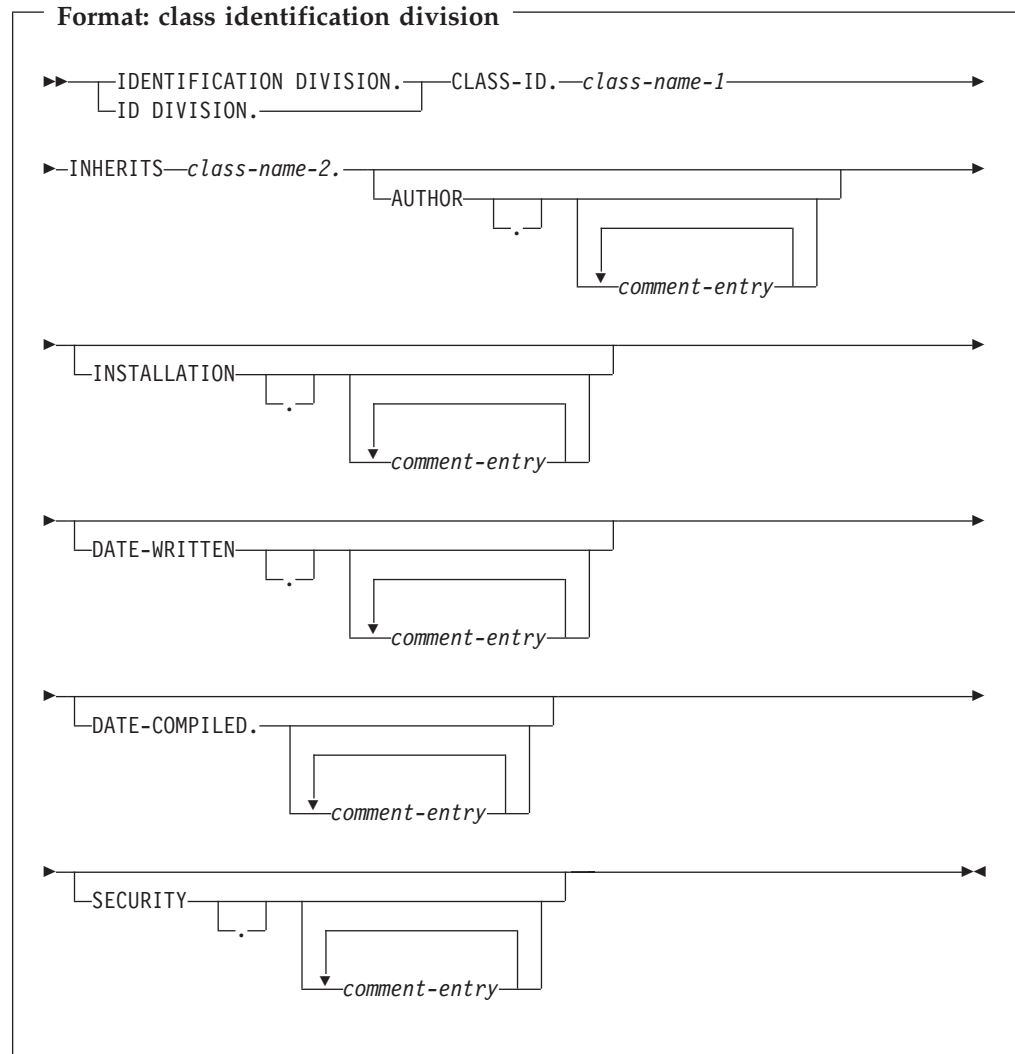 Format: class identification division
IDENTIFICATION DIVISION. CLASS-ID. class-name-1
ID DIVISION.
INHERITS class-name-2.
AUTHOR
.
comment-entry
INSTALLATION
.
comment-entry
DATE-WRITTEN
.
comment-entry
DATE-COMPILED.
comment-entry
SECURITY
.
comment-entry